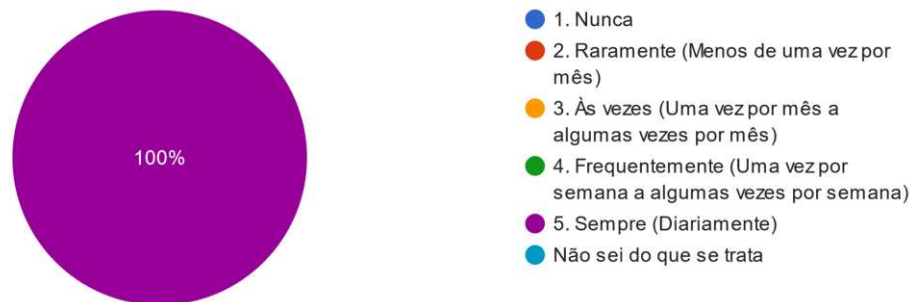 100%
1. Nunca
2. Raramente (Menos de uma vez por
mês)
3. Às vezes (Uma vez por mês a
algumas vezes por mês)
4. Frequentemente (Uma vez por
semana a algumas vezes por semana)
5. Sempre (Diariamente)
Não sei do que se trata